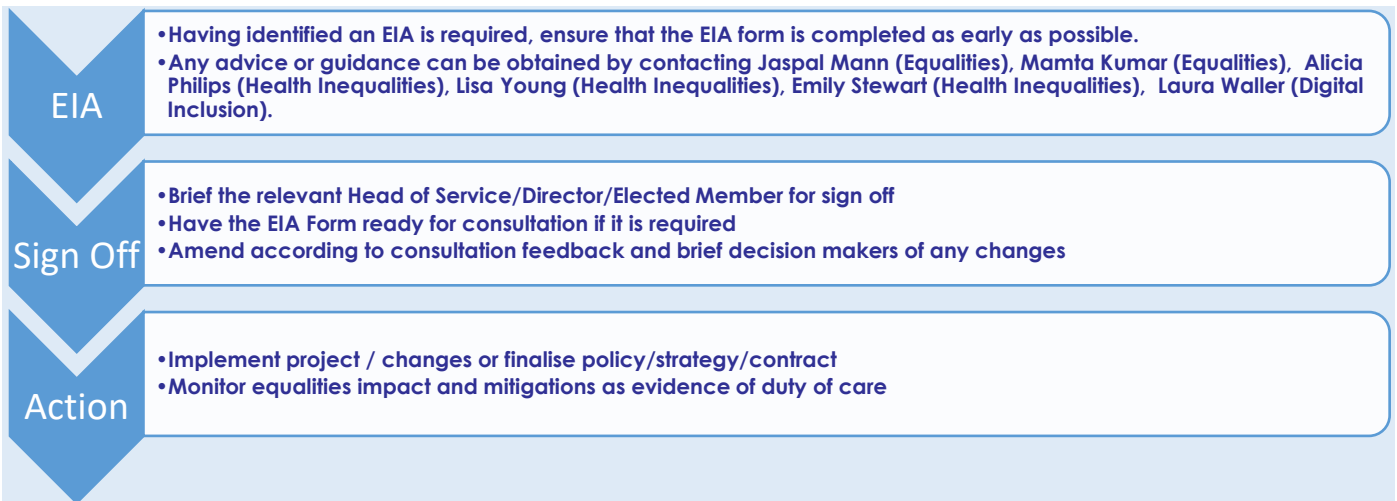 EIA
•Having identified an EIA is required, ensure that the EIA form is completed as early as possible.
•Any advice or guidance can be obtained by contacting Jaspal Mann (Equalities), Mamta Kumar (Equalities), Alicia
Philips (Health Inequalities), Lisa Young (Health Inequalities), Emily Stewart (Health Inequalities), Laura Waller (Digital
Inclusion).
Sign Off
•Brief the relevant Head of Service/Director/Elected Member for sign off
•Have the EIA Form ready for consultation if it is required
•Amend according to consultation feedback and brief decision makers of any changes
Action
•Implement project / changes or finalise policy/strategy/contract
•Monitor equalities impact and mitigations as evidence of duty of care